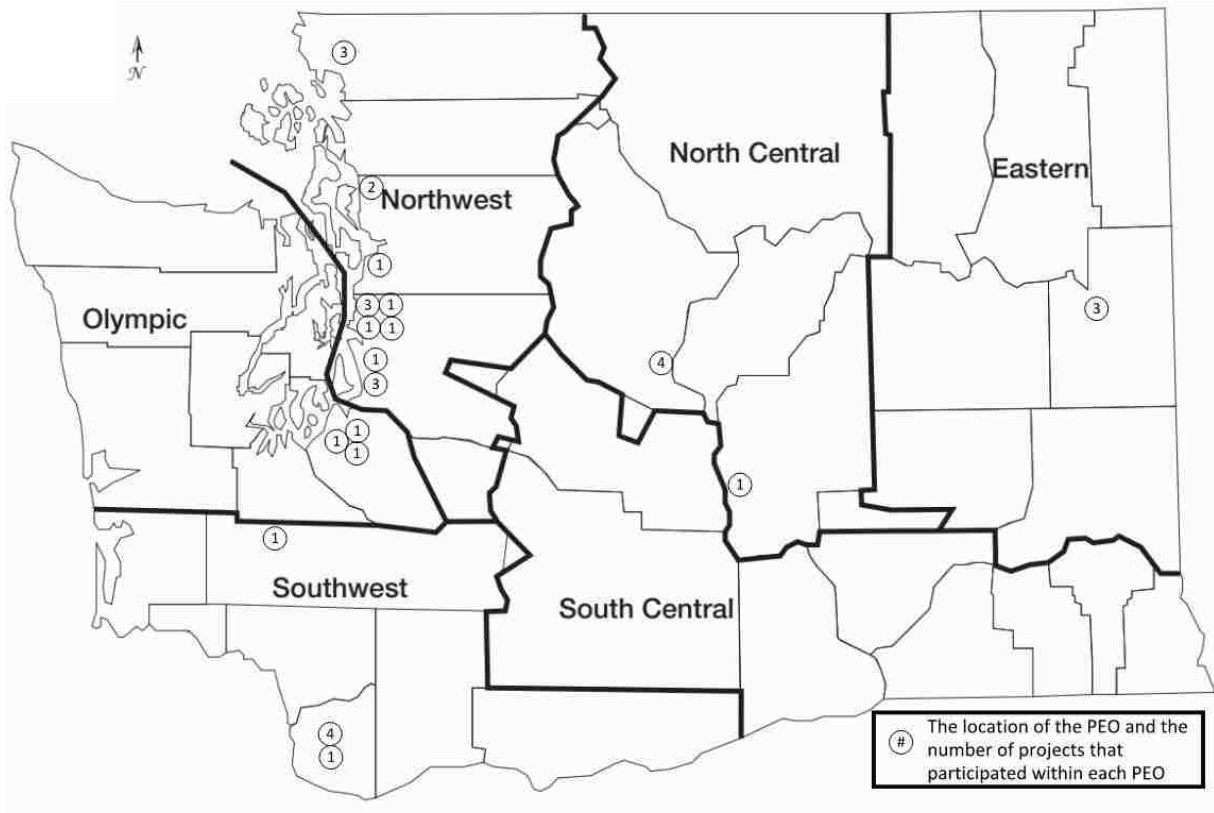 3
N
North Central
Eastern
2
Northwest
1
3
1
3
Olympic
1
1
1
4
3
1
1
1
1
1
Southwest
South Central
4
1
# The location of the PEO and the
number of projects that
participated within each PEO